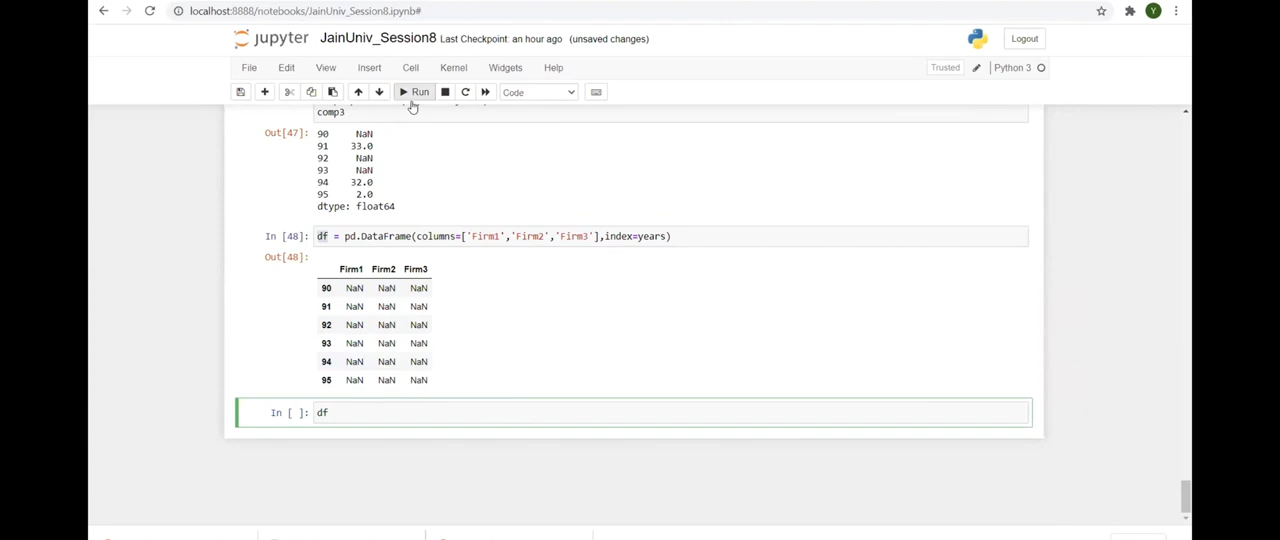 localhost:8888/notebooks/JainUniv_Session8.ipynb#
Y
jupyter JainUniv_Session8 Last Checkpoint: an hour ago (unsaved changes) Logout
File Edit View Insert Cell Kernel Widgets Help Trusted Python 3
Run Code
comp3
Out[47]: 90 NaN
91 33.0
92 NaN
93 NaN
94 32.0
95 2.0
dtype: float64
In [48]: df = pd.DataFrame(columns=['Firm1','Firm2','Firm3'],index=years)
Out[48]:
Firm1 Firm2 Firm3
90 NaN NaN NaN
91 NaN NaN NaN
92 NaN NaN NaN
93 NaN NaN NaN
94 NaN NaN NaN
95 NaN NaN NaN
In [ ]: df